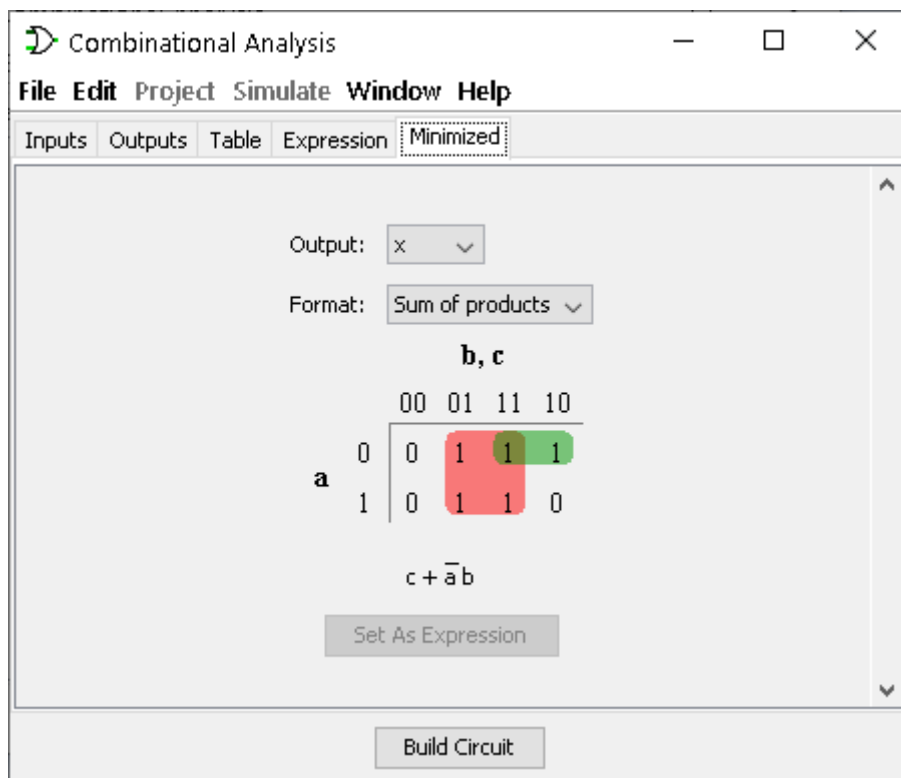 Combinational Analysis
File Edit Project Simulate Window Help
Inputs Outputs Table Expression Minimized
Output: x
Format: Sum of products
b, c
00 01 11 10
0 0 1 1 1
a
1 0 1 1 0
c + a̅ b
Set As Expression
Build Circuit